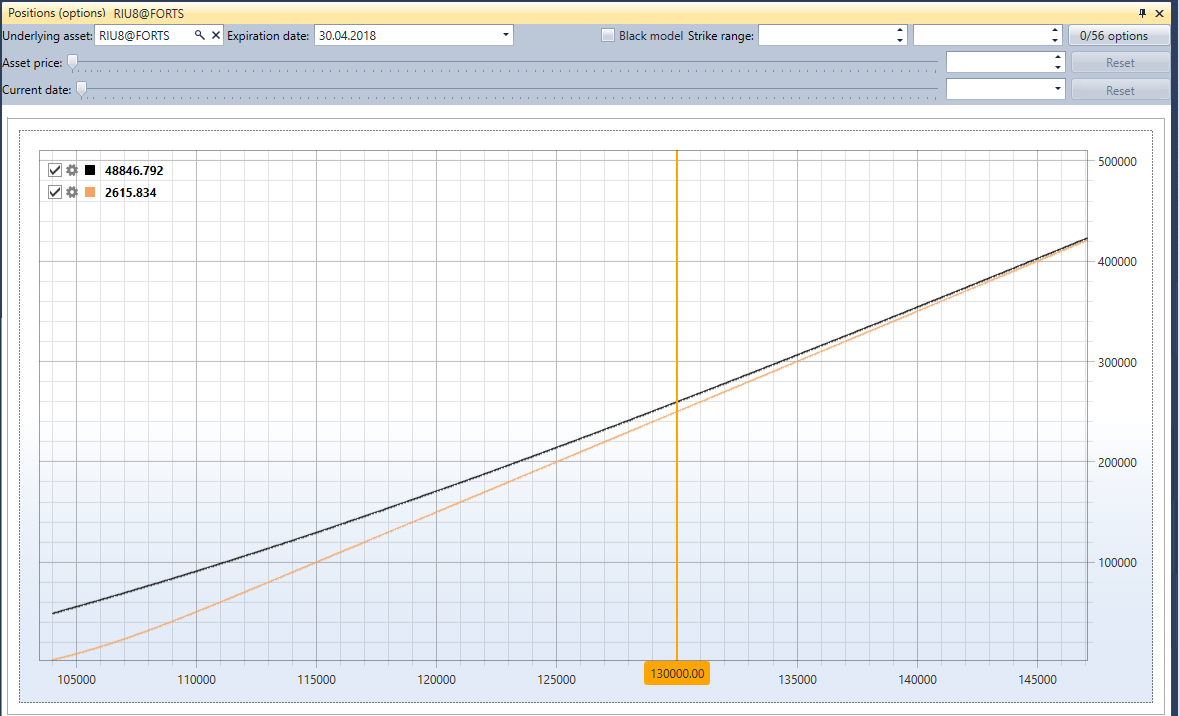 Positions (options) RIU8@FORTS
Underlying asset: RIU8@FORTS Expiration date: 30.04.2018 Black model Strike range: 0/56 options
Asset price: Reset
Current date: Reset
48846.792
2615.834
500000
400000
300000
200000
100000
105000 110000 115000 120000 125000 130000.00 135000 140000 145000